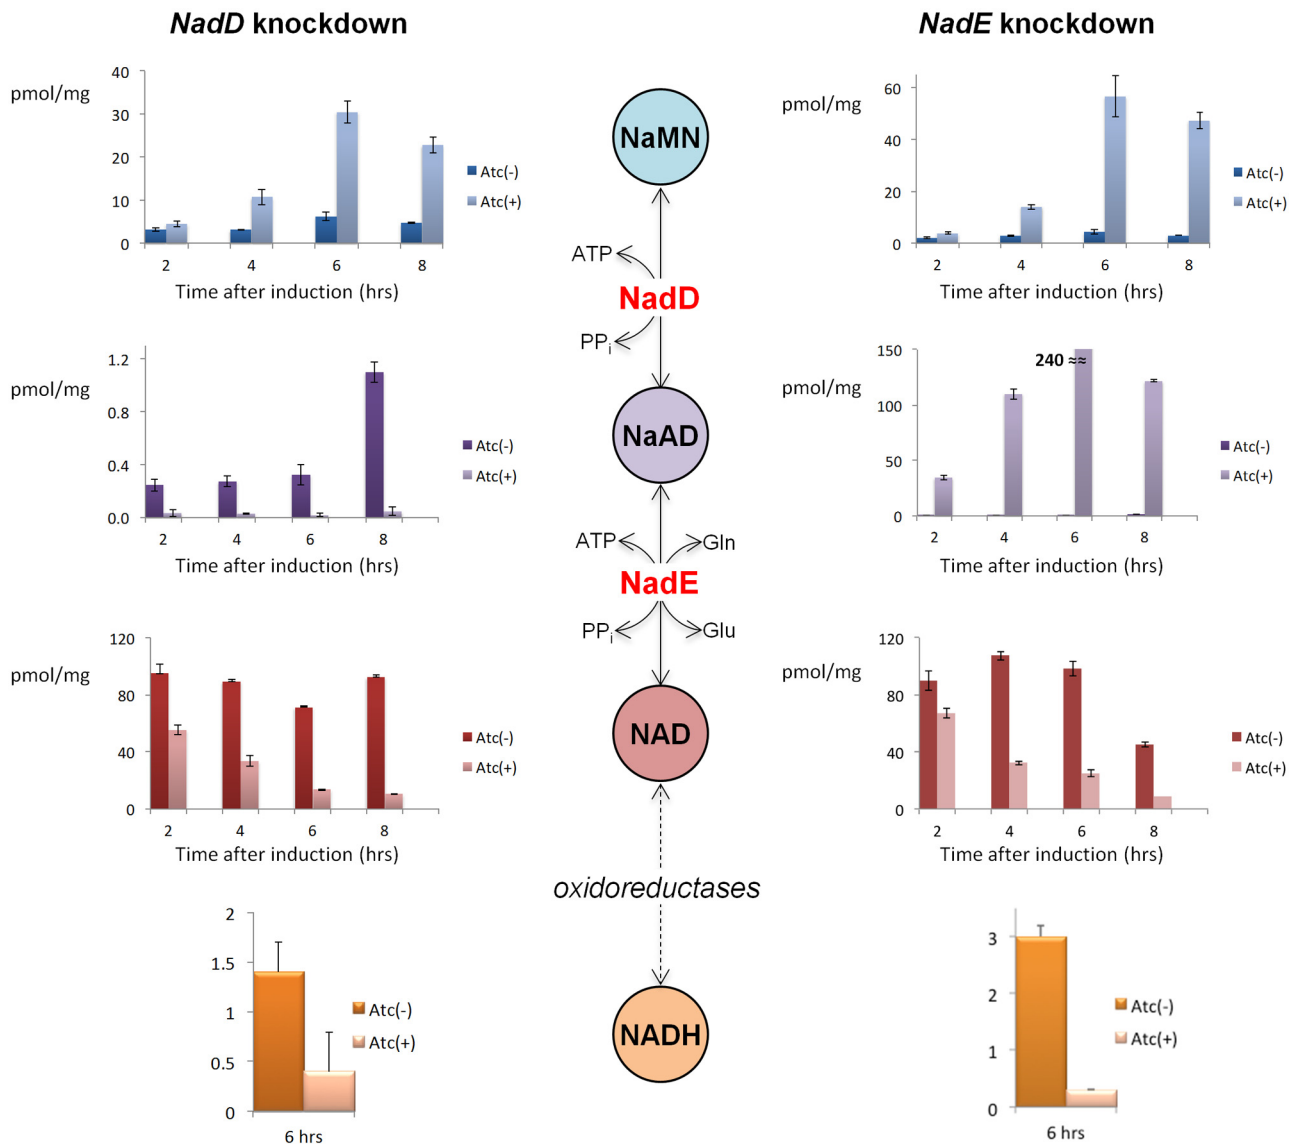 NadD knockdown
NadE knockdown
pmol/mg
40
30
20
10
0
2 4 6 8
Time after induction (hrs)
Atc(-)
Atc(+)
NaMN
pmol/mg
60
40
20
0
2 4 6 8
Time after induction (hrs)
Atc(-)
Atc(+)
ATP
NadD
PPi
pmol/mg
1.2
0.8
0.4
0.0
2 4 6 8
Time after induction (hrs)
Atc(-)
Atc(+)
NaAD
pmol/mg
150
100
50
0
240 ≈≈
2 4 6 8
Time after induction (hrs)
Atc(-)
Atc(+)
ATP Gln
NadE
PPi Glu
pmol/mg
120
80
40
0
2 4 6 8
Time after induction (hrs)
Atc(-)
Atc(+)
NAD
pmol/mg
120
80
40
0
2 4 6 8
Time after induction (hrs)
Atc(-)
Atc(+)
oxidoreductases
2
1.5
1
0.5
0
6 hrs
Atc(-)
Atc(+)
NADH
3
2
1
0
6 hrs
Atc(-)
Atc(+)